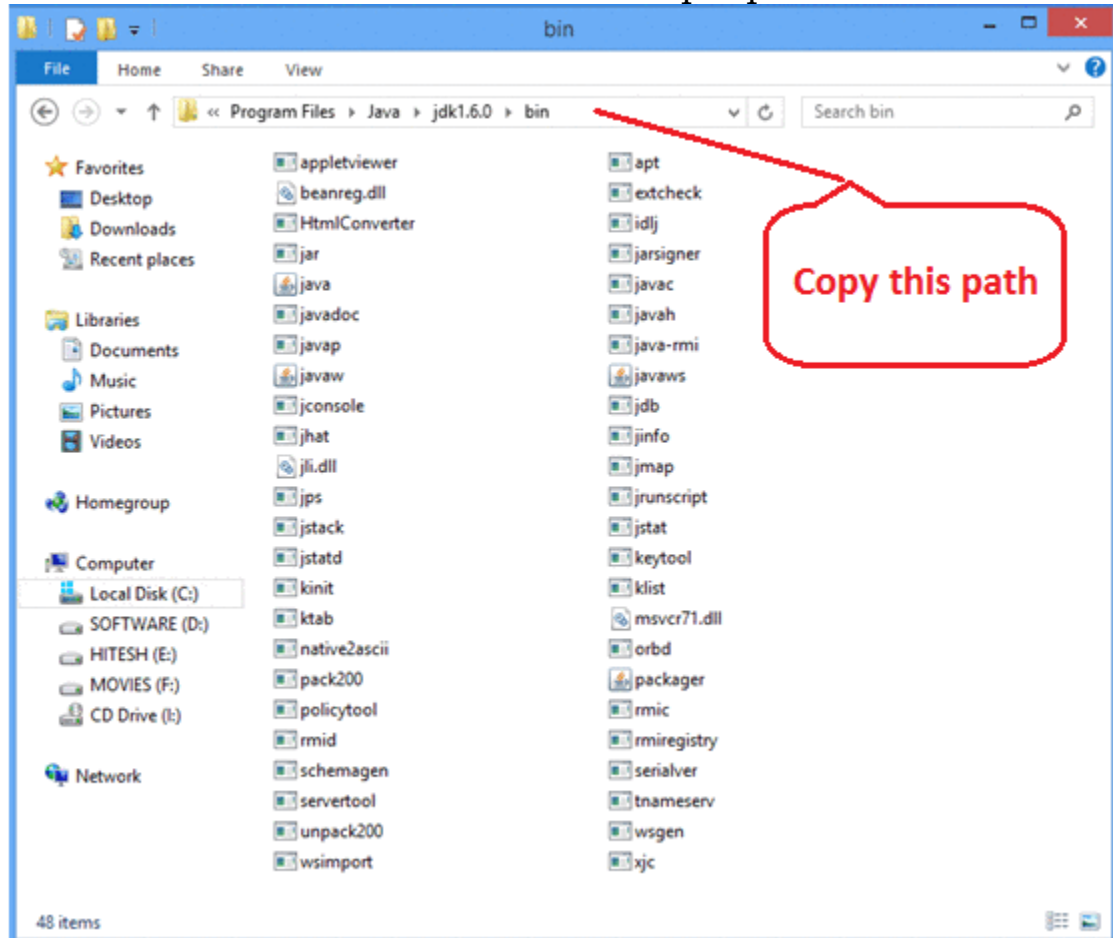 bin
File Home Share View
« Program Files Java jdk1.6.0 bin
Search bin
Copy this path
Favorites
Desktop
Downloads
Recent places
Libraries
Documents
Music
Pictures
Videos
Homegroup
Computer
Local Disk (C:)
SOFTWARE (D:)
HITESH (E:)
MOVIES (F:)
CD Drive (I:)
Network
appletviewer
beanreg.dll
HtmlConverter
jar
java
javadoc
javap
javaw
jconsole
jhat
jli.dll
jps
jstack
jstatd
kinit
ktab
native2ascii
pack200
policytool
rmid
schemagen
servertool
unpack200
wsimport
apt
extcheck
idlj
jarsigner
javac
javah
java-rmi
javaws
jdb
jinfo
jmap
jrunscript
jstat
keytool
klist
msvcr71.dll
orbd
packager
rmic
rmiregistry
serialver
tnameserv
wsgen
xjc
48 items